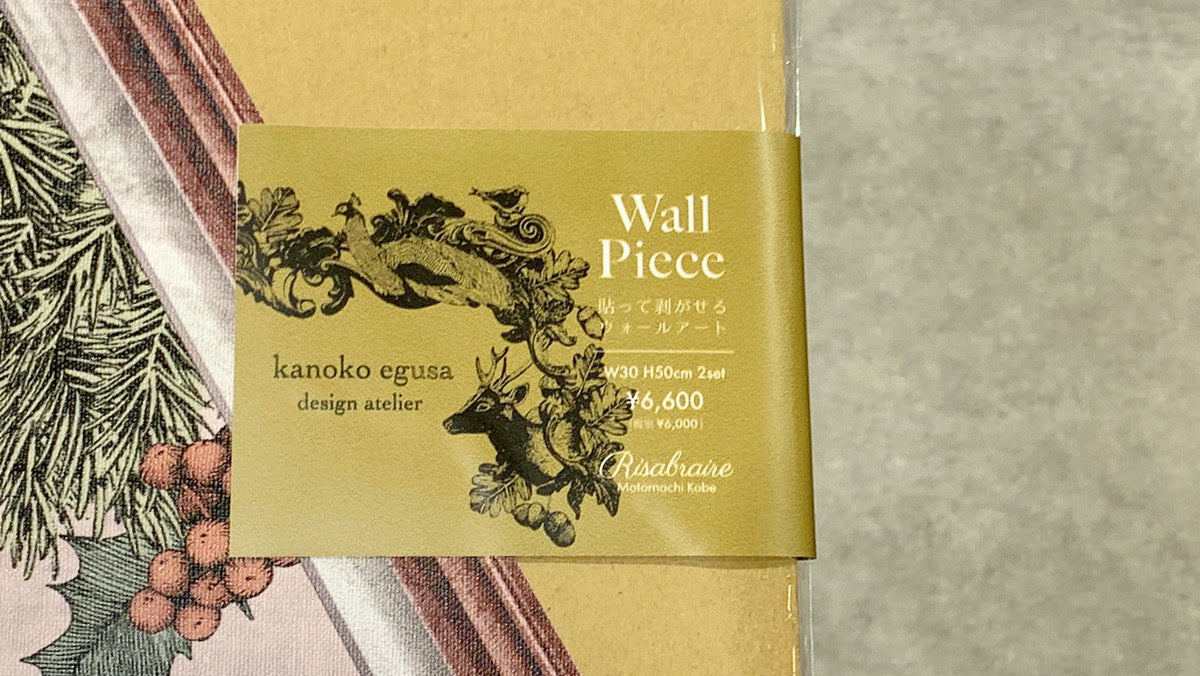 kanoko egusa
design atelier
Wall
Piece
貼って剥がせる
ウォールアート
W30 H50cm 2set
¥6,600
(税別 ¥6,000)
Risabraire
Motomachi Kobe